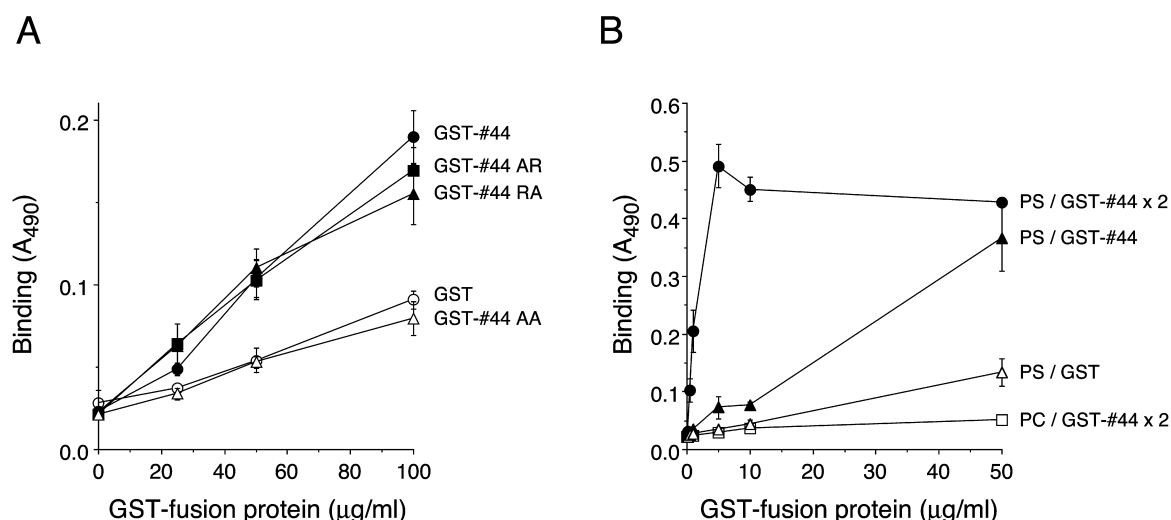 A
0.2
0.1
0.0
0 20 40 60 80 100
Binding (A490)
GST-fusion protein (μg/ml)
GST-#44
GST-#44 AR
GST-#44 RA
GST
GST-#44 AA
B
0.6
0.5
0.4
0.3
0.2
0.1
0.0
0 10 20 30 40 50
Binding (A490)
GST-fusion protein (μg/ml)
PS / GST-#44 x 2
PS / GST-#44
PS / GST
PC / GST-#44 x 2